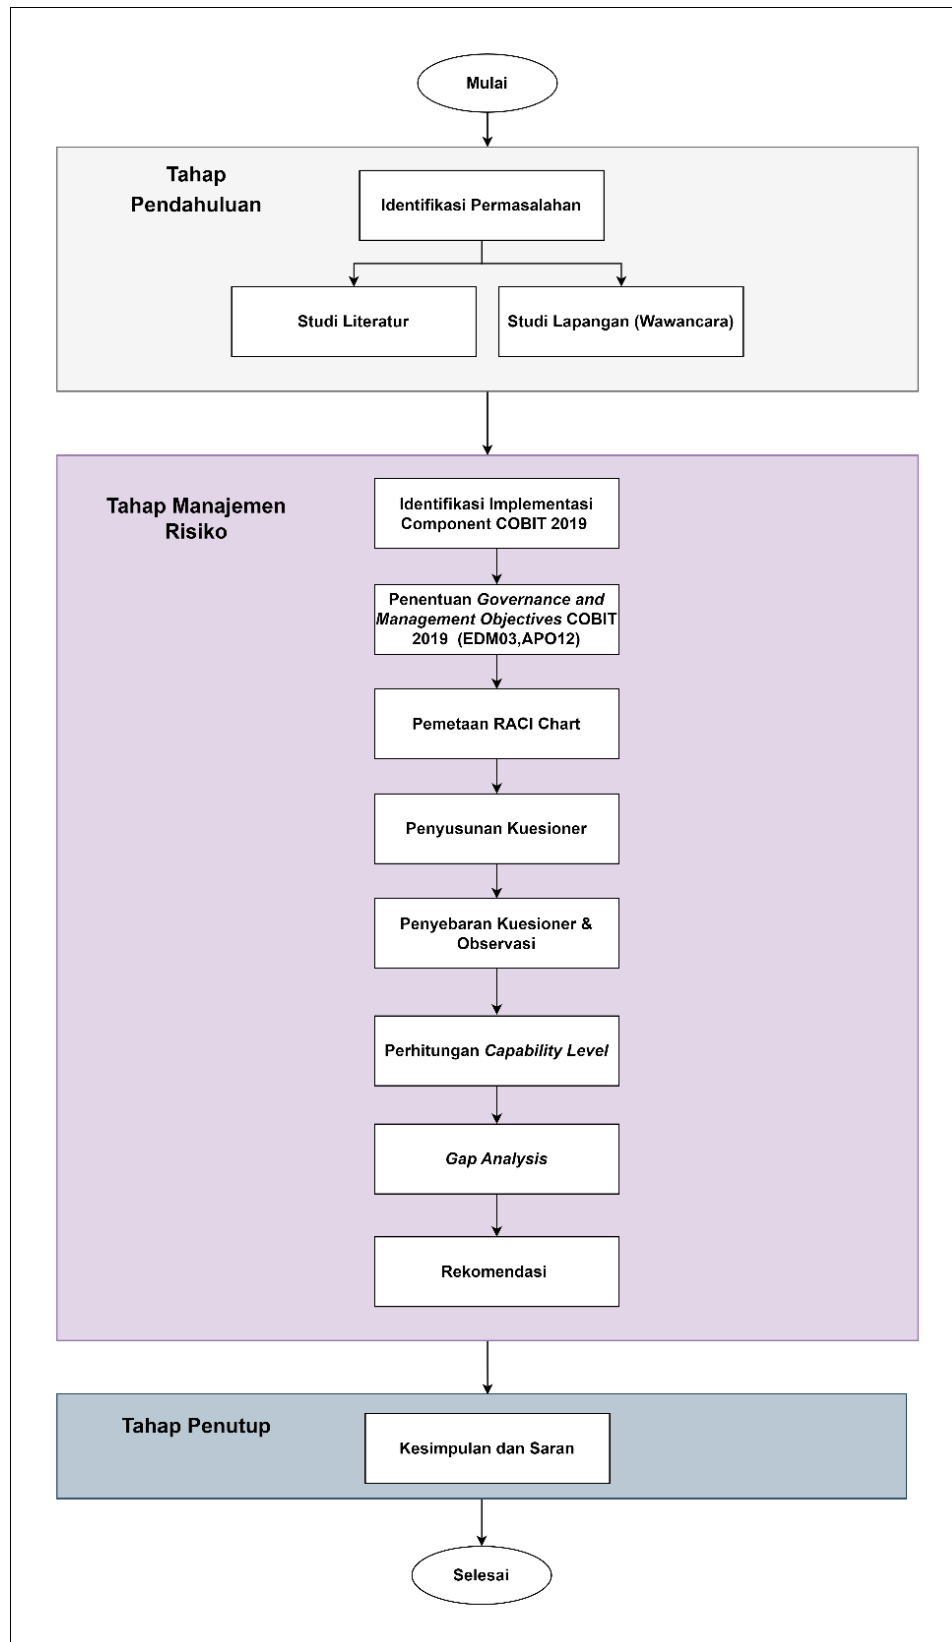 Mulai
Tahap
Pendahuluan
Identifikasi Permasalahan
Studi Literatur
Studi Lapangan (Wawancara)
Tahap Manajemen
Risiko
Identifikasi Implementasi
Component COBIT 2019
Penentuan Governance and
Management Objectives COBIT
2019 (EDM03,APO12)
Pemetaan RACI Chart
Penyusunan Kuesioner
Penyebaran Kuesioner &
Observasi
Perhitungan Capability Level
Gap Analysis
Rekomendasi
Tahap Penutup
Kesimpulan dan Saran
Selesai